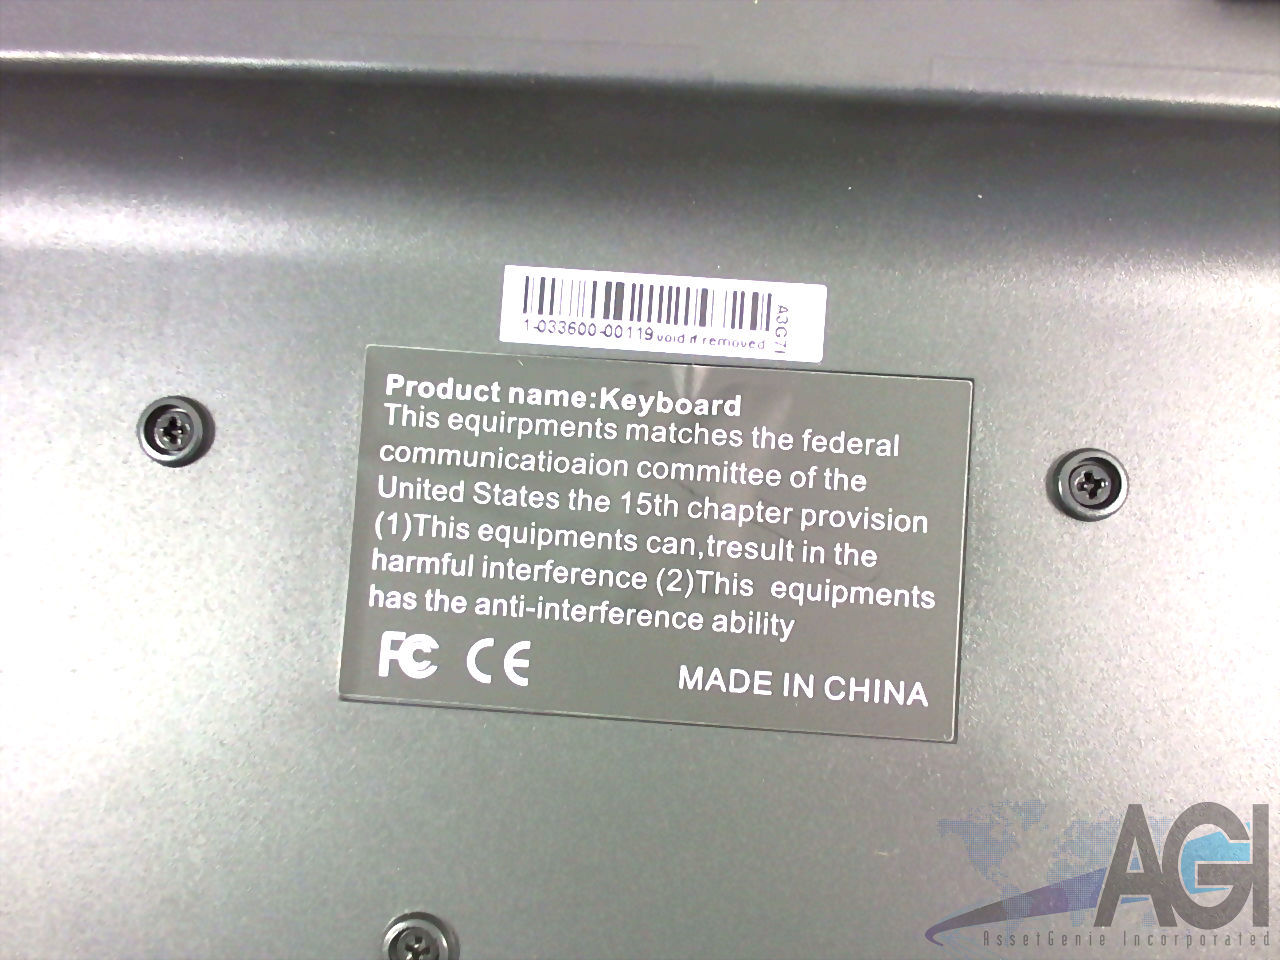 1-033600-00119 void if removed
A3G71
Product name:Keyboard
This equirpments matches the federal
communicatioaion committee of the
United States the 15th chapter provision
(1)This equipments can,tresult in the
harmful interference (2)This equipments
has the anti-interference ability
FC CE
MADE IN CHINA
AGI
AssetGenie Incorporated